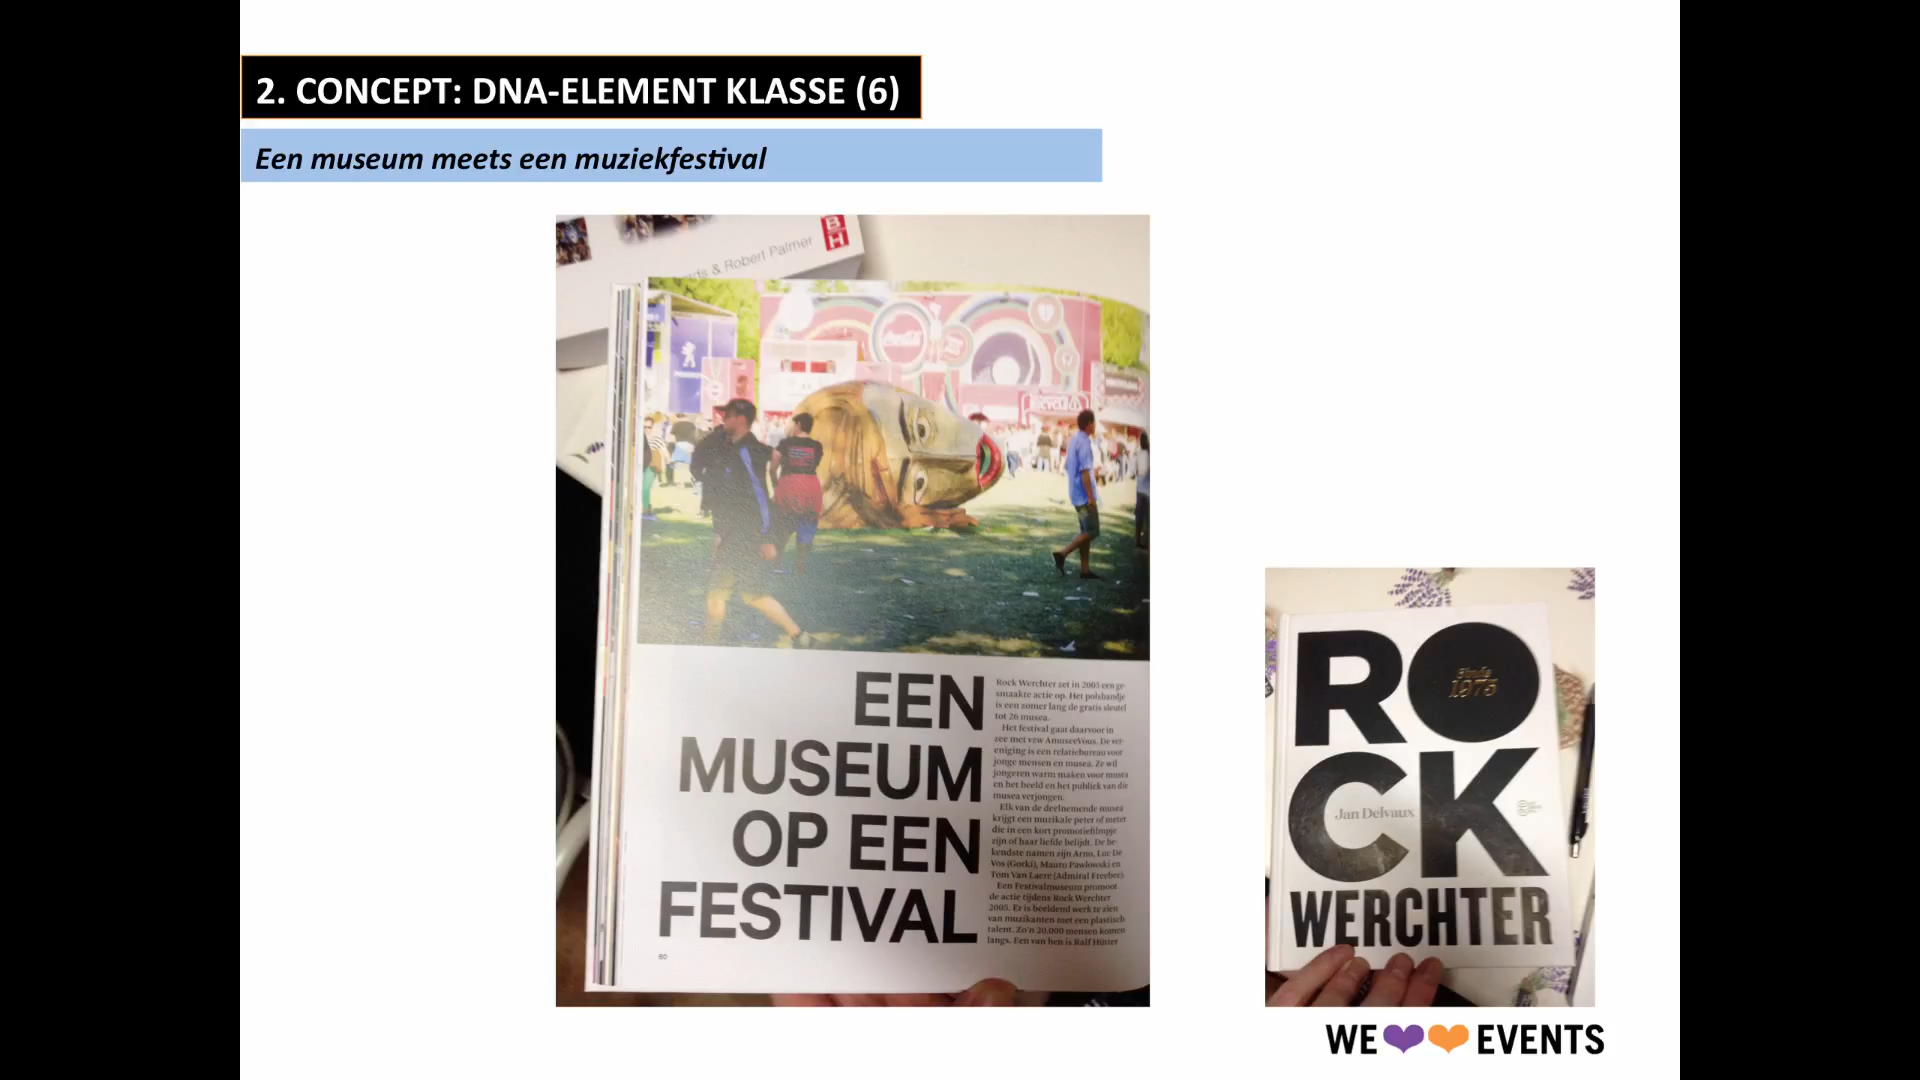 2. CONCEPT: DNA-ELEMENT KLASSE (6)
Een museum meets een muziekfestival
& Robert Palmer
B
H
EEN
MUSEUM
OP EEN
FESTIVAL
60
Rock Werchter zet in 2005 een ge-
smaakte actie op. Het polsbandje
is een zomer lang de gratis sleutel
tot 26 musea.
Het festival gaat daarvoor in
zee met vzw AmuseeVous. De ver-
eniging is een relatiebureau voor
jonge mensen en musea. Ze wil
jongeren warm maken voor musea
en het beeld en het publiek van die
musea verjongen.
Elk van de deelnemende musea
krijgt een muzikale peter of meter
die in een kort promotiefilmpje
zijn of haar liefde belijdt. De be-
kendste namen zijn Arno, Luc De
Vos (Gorki), Mauro Pawlowski en
Tom Van Laere (Admiral Freebee).
Een Festivalmuseum promoot
de actie tijdens Rock Werchter
2005. Er is beeldend werk te zien
van muzikanten met een plastisch
talent. Zo'n 20.000 mensen komen
langs. Een van hen is Ralf Hütter
RO
Sinds
1975
CK
Jan Delvaux
WERCHTER
WE EVENTS